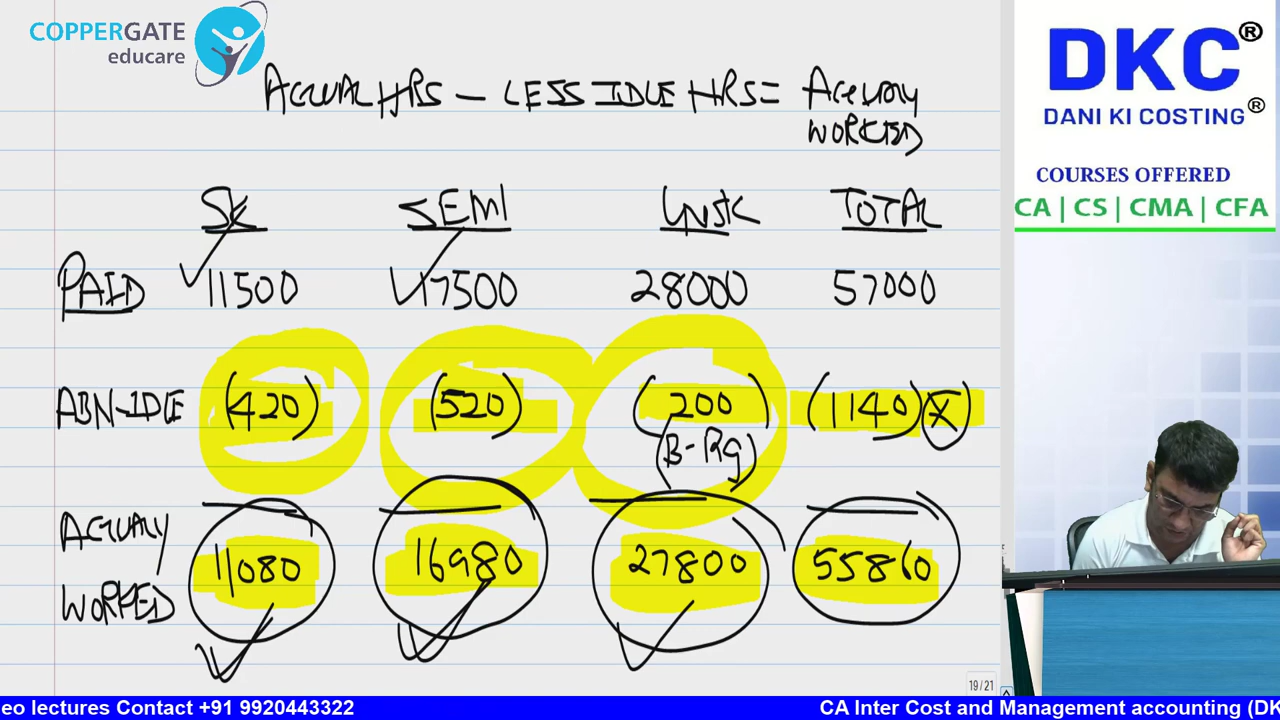 COPPERGATE
educare
ACTUAL HRS — LESS IDLE HRS =
WORKED
SK SEMI UNSK TOTAL
PAID 11500 17500 28000 57000
ABN-IDLE (420) (520) (200) (1140) X
(B-Rg)
ACTUALLY
WORKED 11080 16980 27800 55860
19/21
DKC®
DANI KI COSTING®
COURSES OFFERED
CA | CS | CMA | CFA
eo lectures Contact +91 9920443322 CA Inter Cost and Management accounting (DK